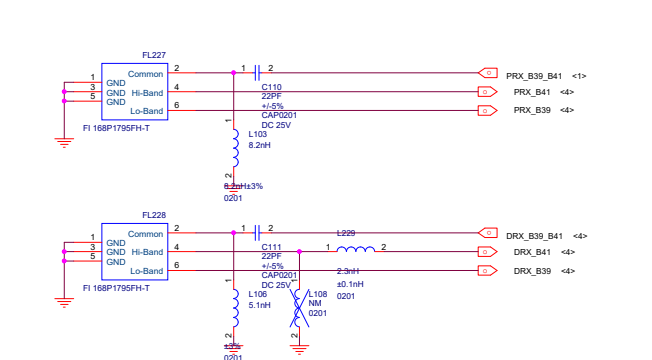 FL227
1 GND
3 GND
5 GND
Common 2
Hi-Band 4
Lo-Band 6
FI 168P1795FH-T
1 2
C110
22PF
+/-5%
CAP0201
DC 25V
1
L103
8.2nH
2
8.2nH±3%
0201
PRX_B39_B41 <1>
PRX_B41 <4>
PRX_B39 <4>
FL228
1 GND
3 GND
5 GND
Common 2
Hi-Band 4
Lo-Band 6
FI 168P1795FH-T
1 2
C111
22PF
+/-5%
CAP0201
DC 25V
L229
1 2
2.3nH
±0.1nH
0201
1
L106
5.1nH
2
±3%
0201
1
L108
NM
0201
2
DRX_B39_B41 <4>
DRX_B41 <4>
DRX_B39 <4>